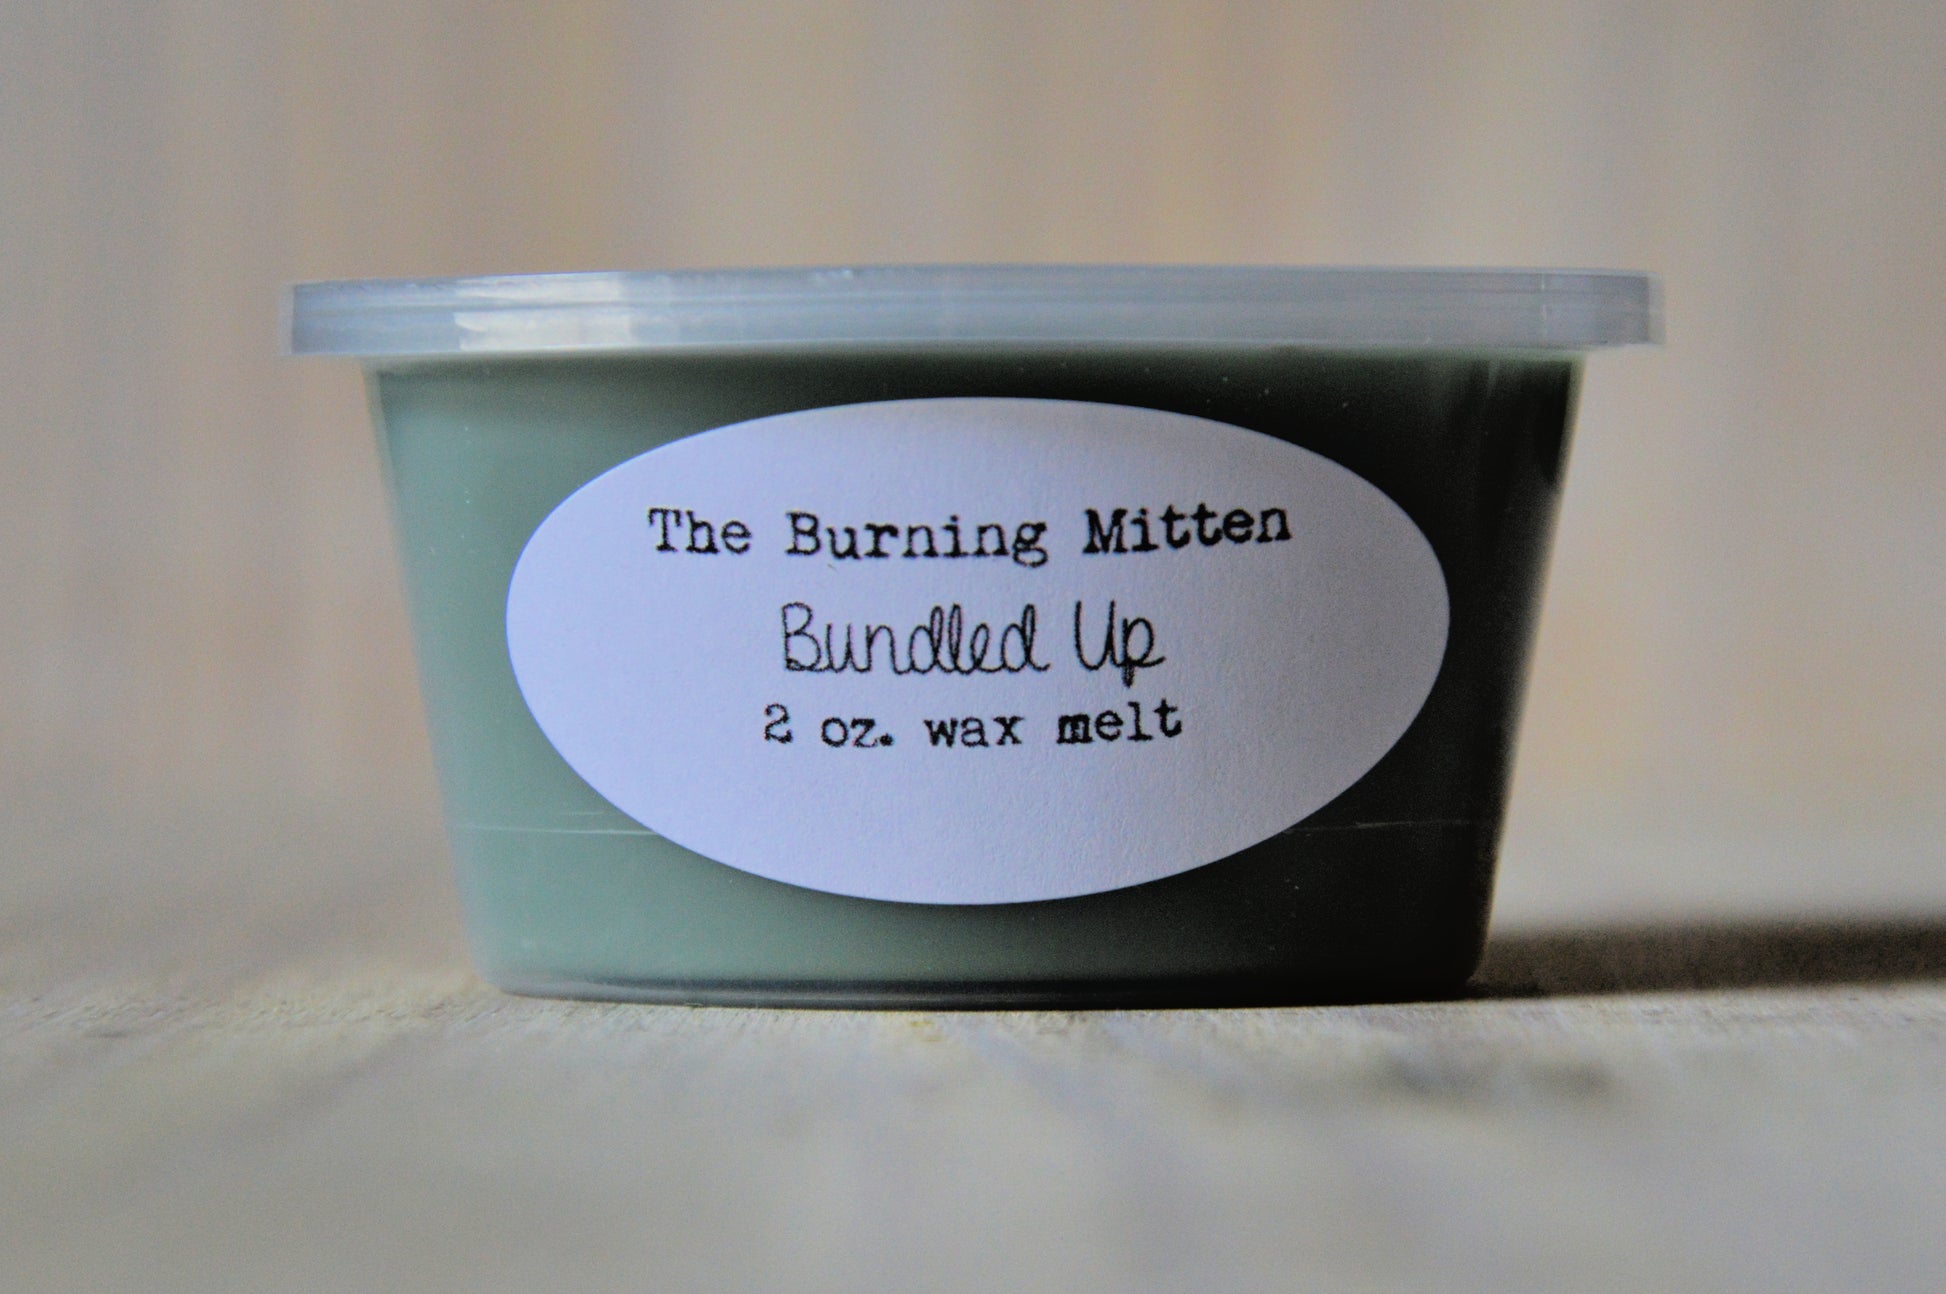 The Burning Mitten
Bundled Up
2 oz. wax melt